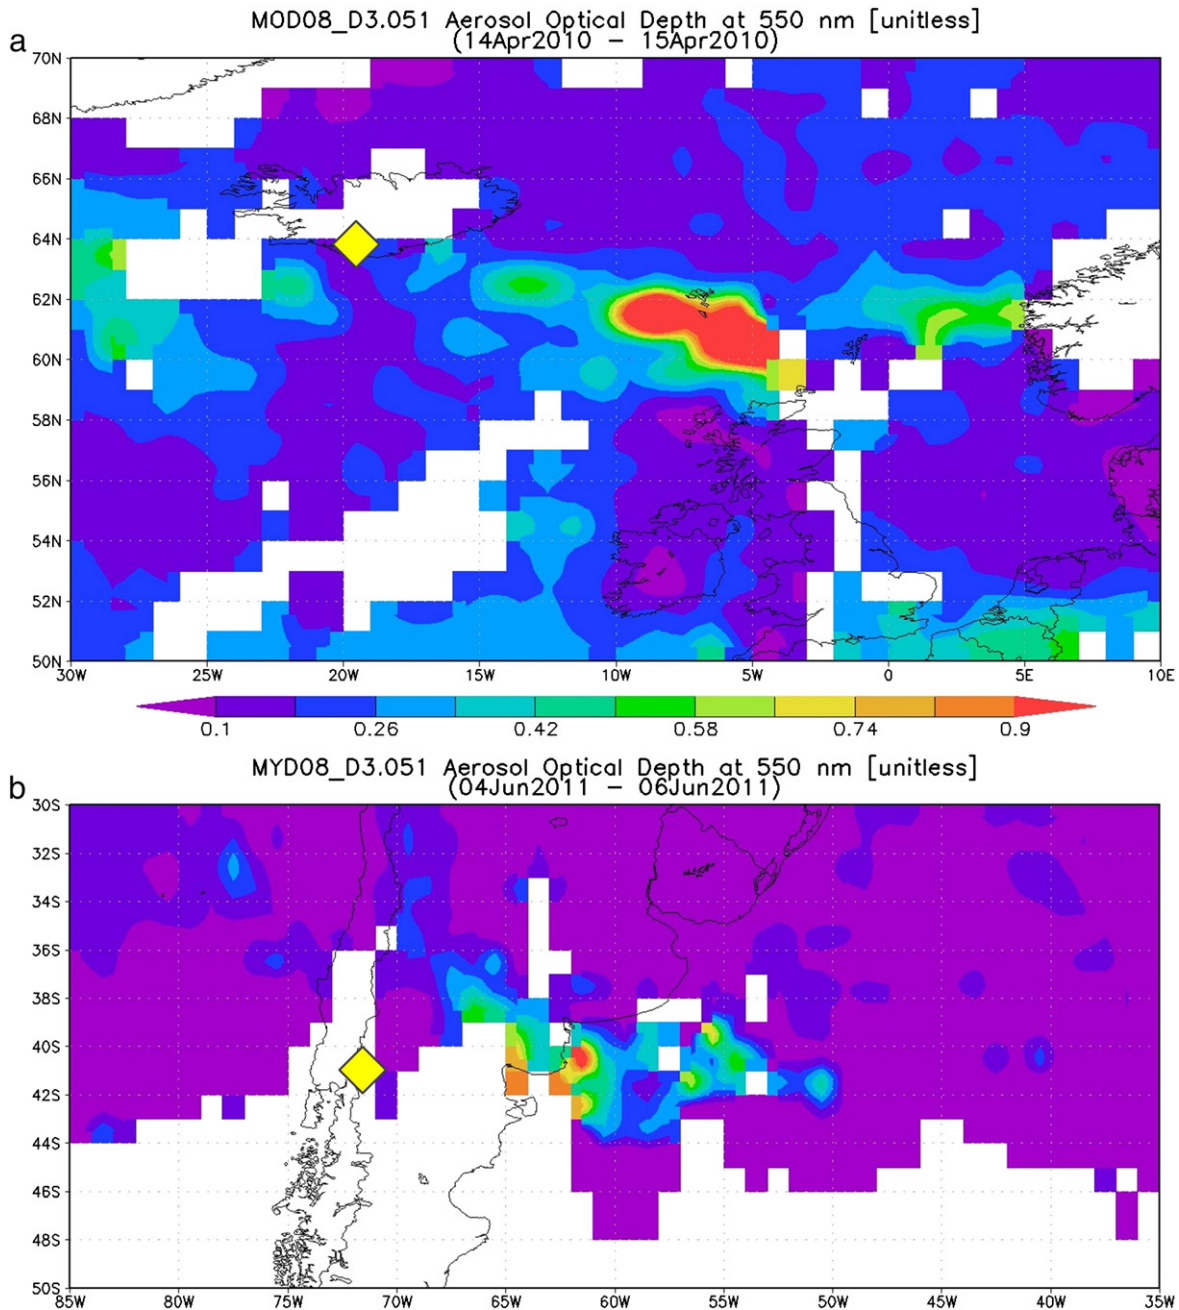 a
MOD08_D3.051 Aerosol Optical Depth at 550 nm [unitless]
(14Apr2010 – 15Apr2010)
70N
68N
66N
64N
62N
60N
58N
56N
54N
52N
50N
30W 25W 20W 15W 10W 5W 0 5E 10E
0.1 0.26 0.42 0.58 0.74 0.9
b
MYD08_D3.051 Aerosol Optical Depth at 550 nm [unitless]
(04Jun2011 – 06Jun2011)
30S
32S
34S
36S
38S
40S
42S
44S
46S
48S
50S
85W 80W 75W 70W 65W 60W 55W 50W 45W 40W 35W